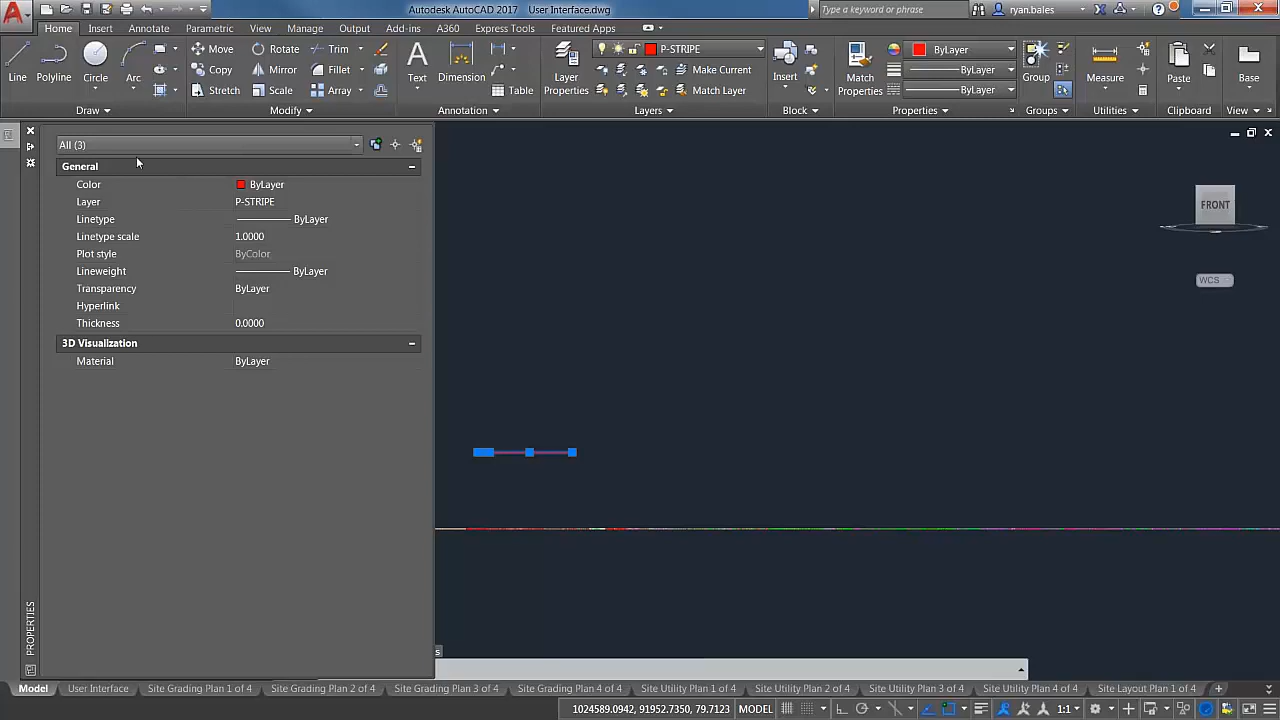 Autodesk AutoCAD 2017 User Interface.dwg
Type a keyword or phrase
ryan.bales
Home Insert Annotate Parametric View Manage Output Add-ins A360 Express Tools Featured Apps
Line
Polyline
Circle
Arc
Move
Rotate
Trim
Copy
Mirror
Fillet
Stretch
Scale
Array
Text
Dimension
Table
Layer
Properties
P-STRIPE
Make Current
Match Layer
Insert
Match
Properties
ByLayer
ByLayer
ByLayer
Group
Measure
Paste
Base
Draw
Modify
Annotation
Layers
Block
Properties
Groups
Utilities
Clipboard
View
All (3)
General
Color ByLayer
Layer P-STRIPE
Linetype ByLayer
Linetype scale 1.0000
Plot style ByColor
Lineweight ByLayer
Transparency ByLayer
Hyperlink
Thickness 0.0000
3D Visualization
Material ByLayer
PROPERTIES
FRONT
WCS
s
Model User Interface Site Grading Plan 1 of 4 Site Grading Plan 2 of 4 Site Grading Plan 3 of 4 Site Grading Plan 4 of 4 Site Utility Plan 1 of 4 Site Utility Plan 2 of 4 Site Utility Plan 3 of 4 Site Utility Plan 4 of 4 Site Layout Plan 1 of 4
1024589.0942, 91952.7350, 79.7123 MODEL 1:1